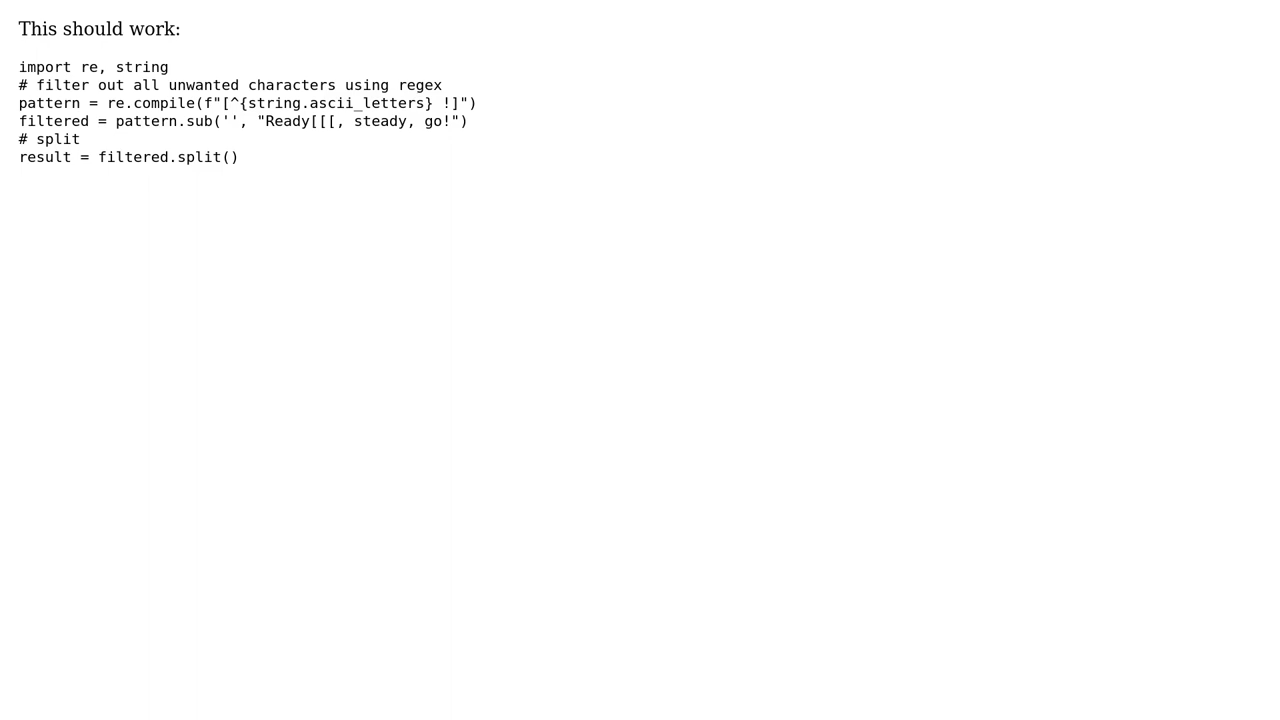 This should work:
import re, string
# filter out all unwanted characters using regex
pattern = re.compile(f"[^{string.ascii_letters} !]")
filtered = pattern.sub('', "Ready[[[, steady, go!")
# split
result = filtered.split()